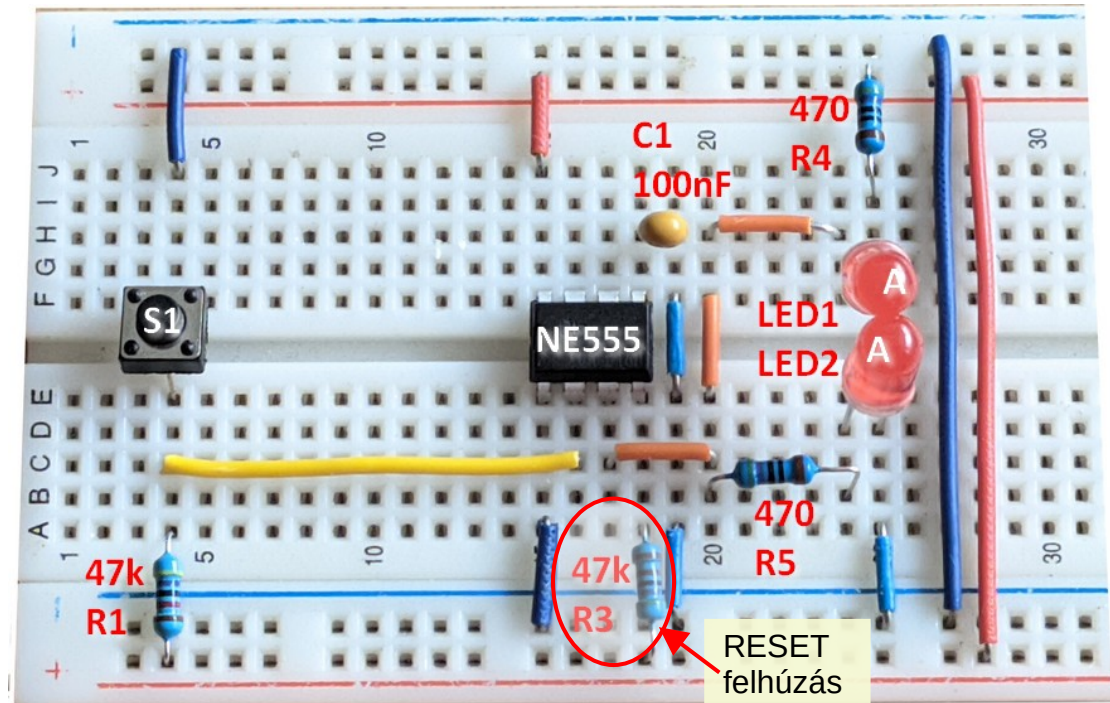 -
+
1
5
10
20
30
470
R4
C1
100nF
J
I
H
G
F
S1
NE555
LED1
LED2
A
A
E
D
C
B
A
1
5
10
20
30
47k
R1
47k
R3
470
R5
-
+
RESET
felhúzás